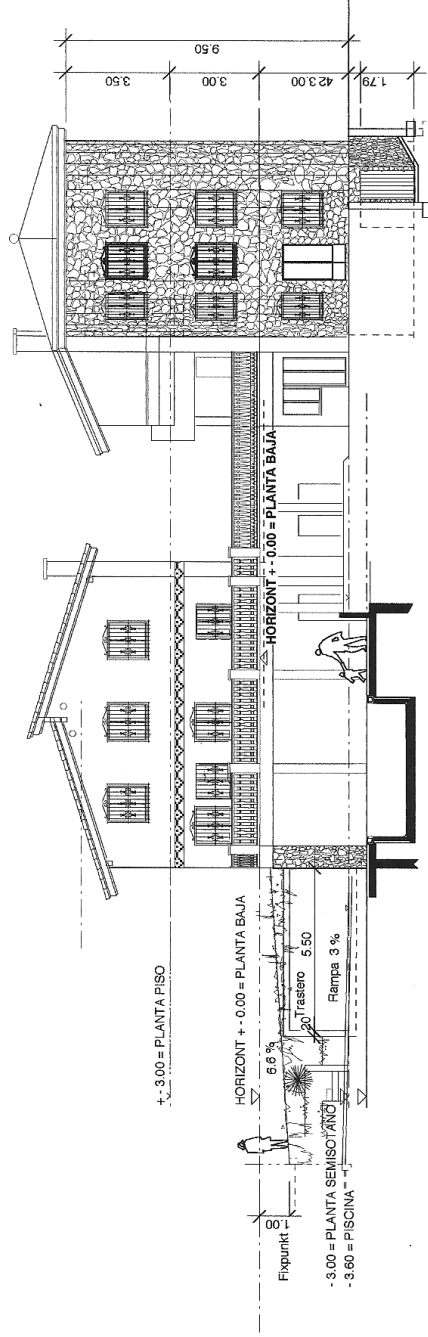 9.50
3.50
3.00
423.00
1.79
HORIZONT + - 0.00 = PLANTA BAJA
+ - 3.00 = PLANTA PISO
HORIZONT + - 0.00 = PLANTA BAJA
6.6 %
Trastero 5.50
20
Rampa 3 %
1.00
Fixpunkt
- 3.00 = PLANTA SEMISOTANO
- 3.60 = PISCINA